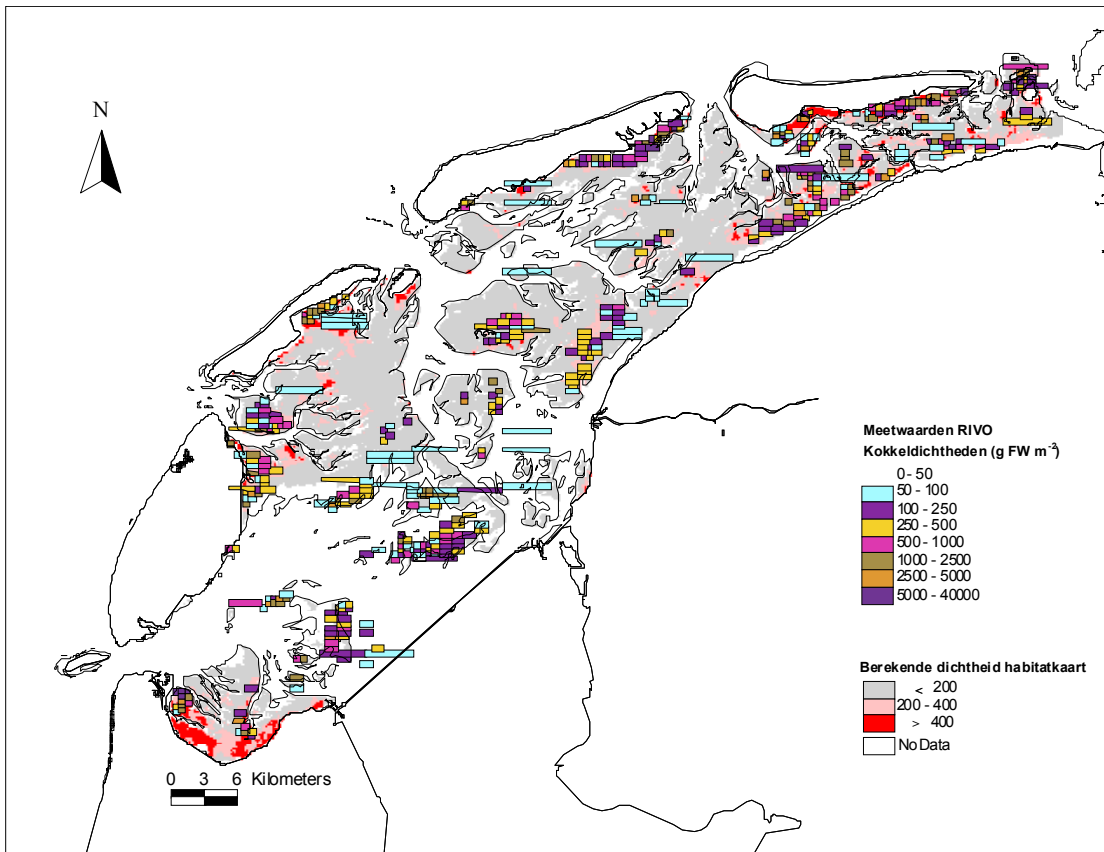 N
Meetwaarden RIVO
Kokkeldichtheden (g FW m⁻²)
0 - 50
50 - 100
100 - 250
250 - 500
500 - 1000
1000 - 2500
2500 - 5000
5000 - 40000
Berekende dichtheid habitatkaart
< 200
200 - 400
> 400
No Data
0 3 6 Kilometers